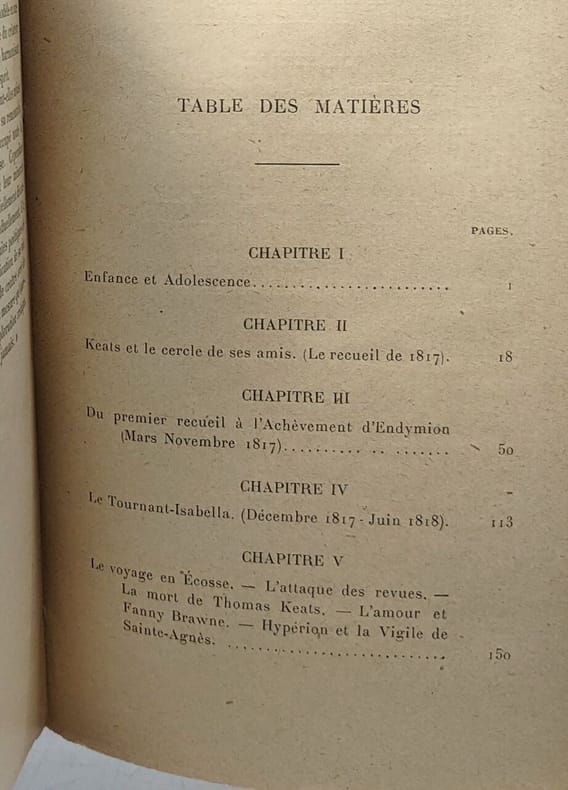 TABLE DES MATIÈRES
PAGES.
CHAPITRE I
Enfance et Adolescence........................ 1
CHAPITRE II
Keats et le cercle de ses amis. (Le recueil de 1817). 18
CHAPITRE III
Du premier recueil à l'Achèvement d'Endymion
(Mars Novembre 1817).......... .. ....... 50
CHAPITRE IV
Le Tournant-Isabella. (Décembre 1817 - Juin 1818). 113
CHAPITRE V
Le voyage en Écosse. — L'attaque des revues. —
La mort de Thomas Keats. — L'amour et
Fanny Brawne. — Hypérion et la Vigile de
Sainte-Agnès. .......................... 150